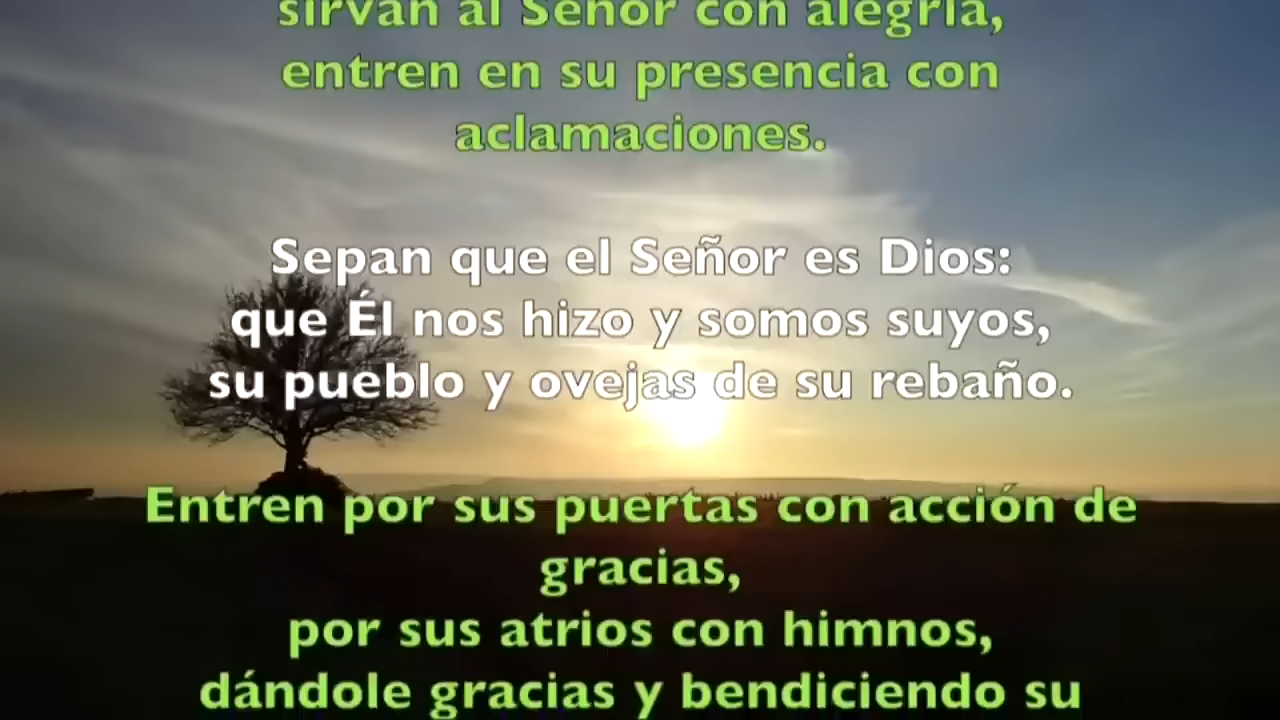 sirvan al Señor con alegría,
entren en su presencia con
aclamaciones.
Sepan que el Señor es Dios:
que Él nos hizo y somos suyos,
su pueblo y ovejas de su rebaño.
Entren por sus puertas con acción de
gracias,
por sus atrios con himnos,
dándole gracias y bendiciendo su